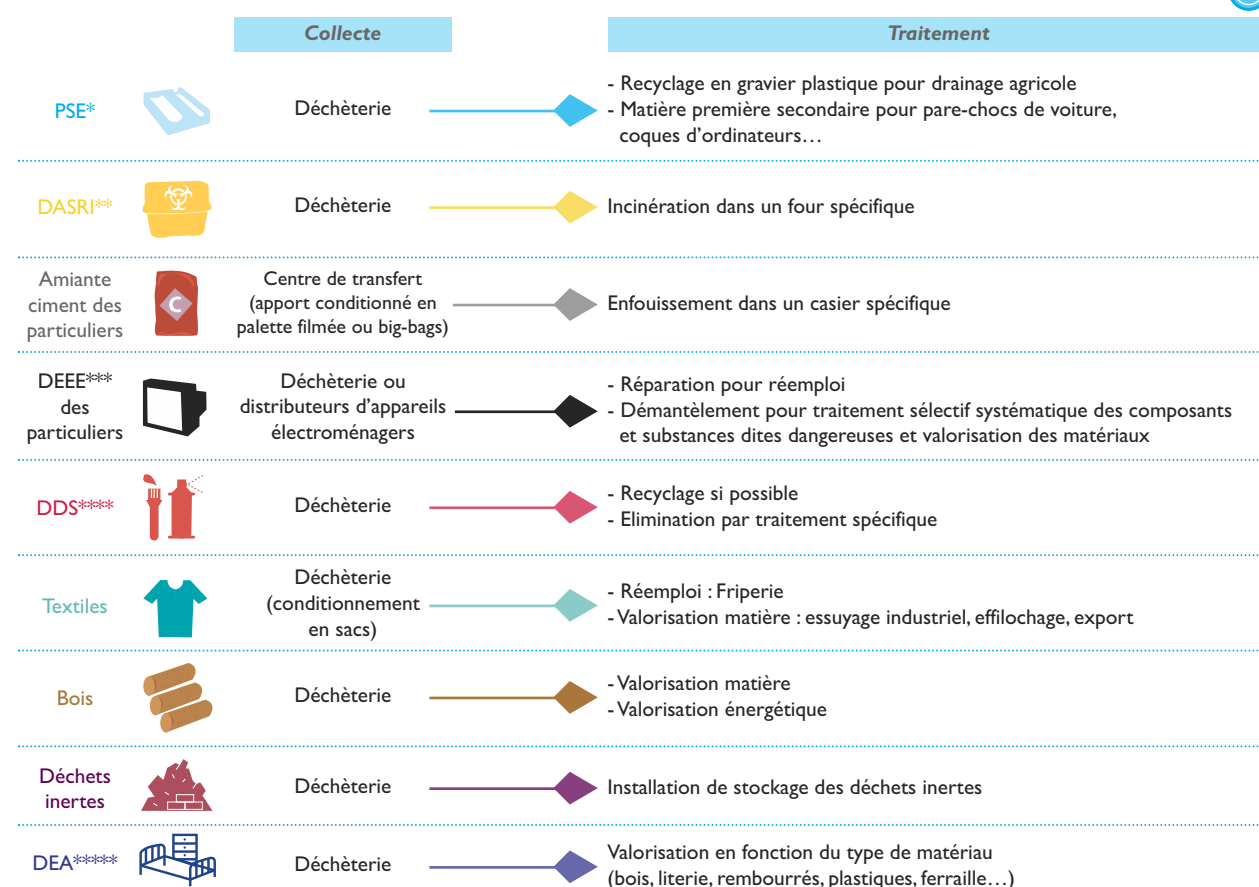 Collecte
Traitement
PSE*
Déchèterie
- Recyclage en gravier plastique pour drainage agricole
- Matière première secondaire pour pare-chocs de voiture,
coques d'ordinateurs…
DASRI**
Déchèterie
Incinération dans un four spécifique
Amiante
ciment des
particuliers
C
Centre de transfert
(apport conditionné en
palette filmée ou big-bags)
Enfouissement dans un casier spécifique
DEEE***
des
particuliers
Déchèterie ou
distributeurs d'appareils
électroménagers
- Réparation pour réemploi
- Démantèlement pour traitement sélectif systématique des composants
et substances dites dangereuses et valorisation des matériaux
DDS****
Déchèterie
- Recyclage si possible
- Elimination par traitement spécifique
Textiles
Déchèterie
(conditionnement
en sacs)
- Réemploi : Friperie
- Valorisation matière : essuyage industriel, effilochage, export
Bois
Déchèterie
- Valorisation matière
- Valorisation énergétique
Déchets
inertes
Déchèterie
Installation de stockage des déchets inertes
DEA*****
Déchèterie
Valorisation en fonction du type de matériau
(bois, literie, rembourrés, plastiques, ferraille…)